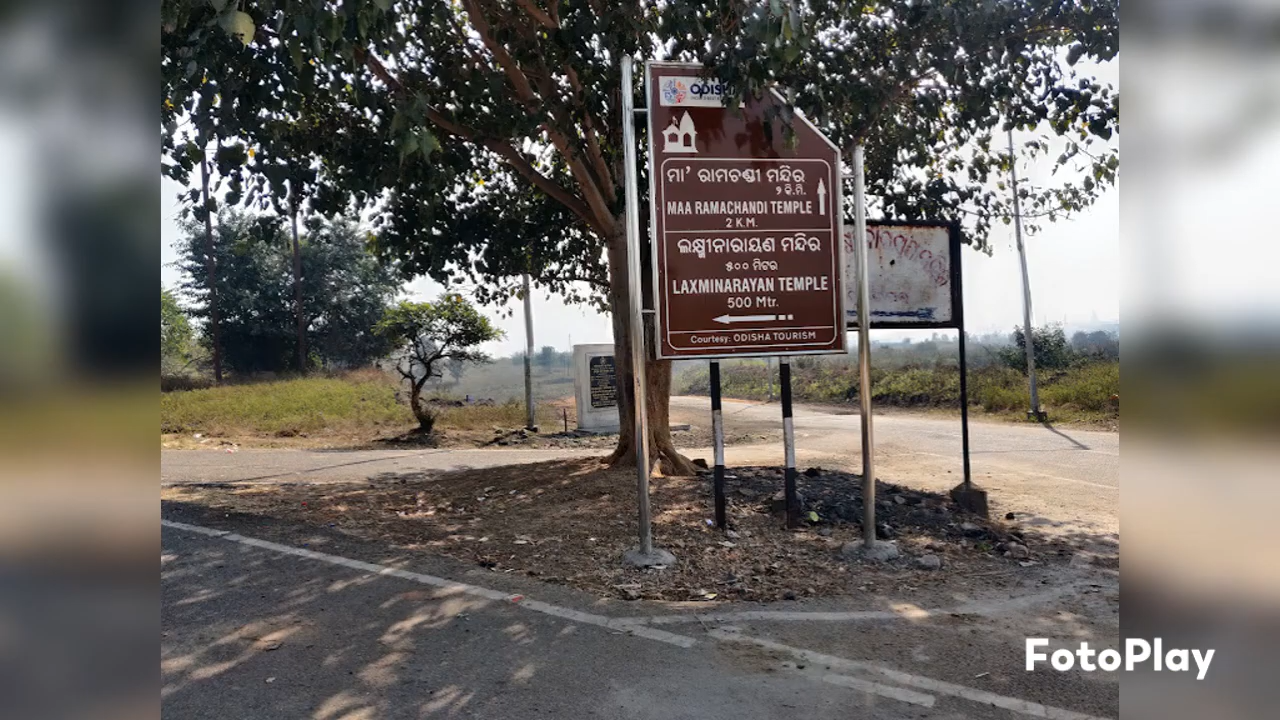 ODISHA
ମା' ରାମଚଣ୍ଡୀ ମନ୍ଦିର
୨ କି.ମି.
MAA RAMACHANDI TEMPLE
2 K.M.
ଲକ୍ଷ୍ମୀନାରାୟଣ ମନ୍ଦିର
୫୦୦ ମିଟର
LAXMINARAYAN TEMPLE
500 Mtr.
Courtesy: ODISHA TOURISM
FotoPlay